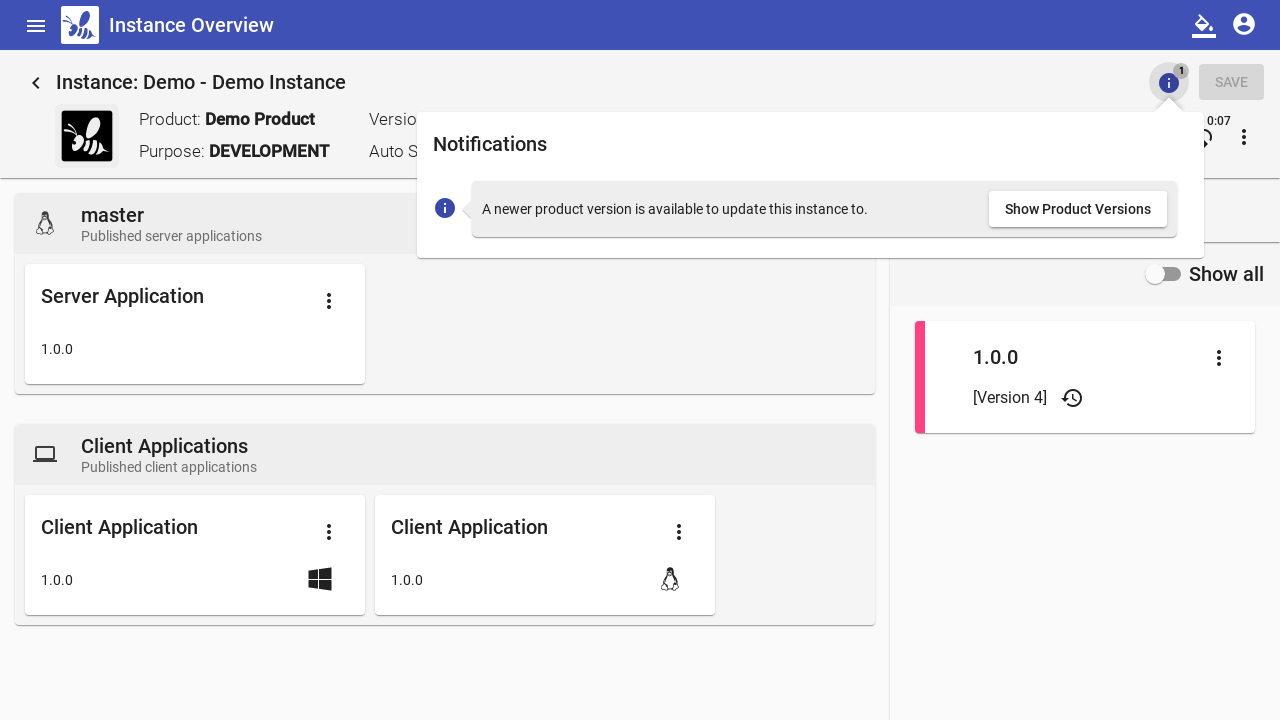 Instance Overview
Instance: Demo - Demo Instance
1
SAVE
Product: Demo Product
Versio
0:07
Purpose: DEVELOPMENT
Auto S
Notifications
A newer product version is available to update this instance to.
Show Product Versions
master
Published server applications
Show all
Server Application
1.0.0
1.0.0
[Version 4]
Client Applications
Published client applications
Client Application
Client Application
1.0.0
1.0.0